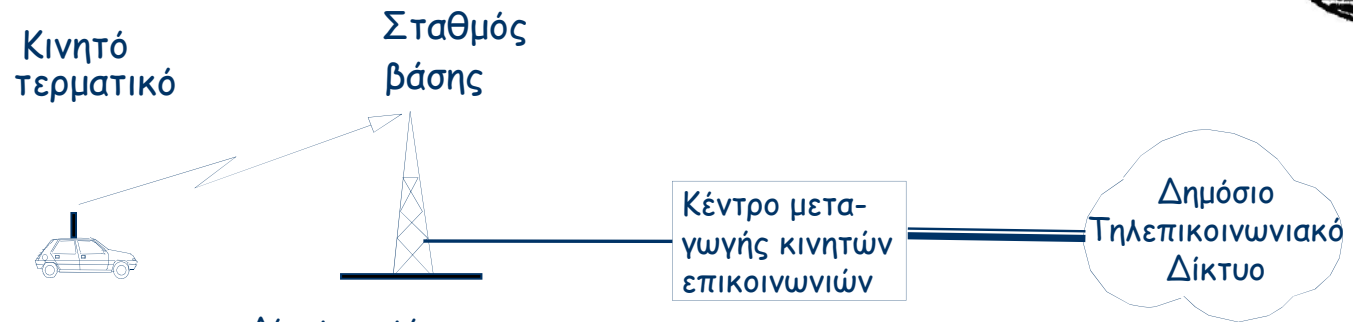 Κινητό
τερματικό
Σταθμός
βάσης
Κέντρο μετα-
γωγής κινητών
επικοινωνιών
Δημόσιο
Τηλεπικοινωνιακό
Δίκτυο